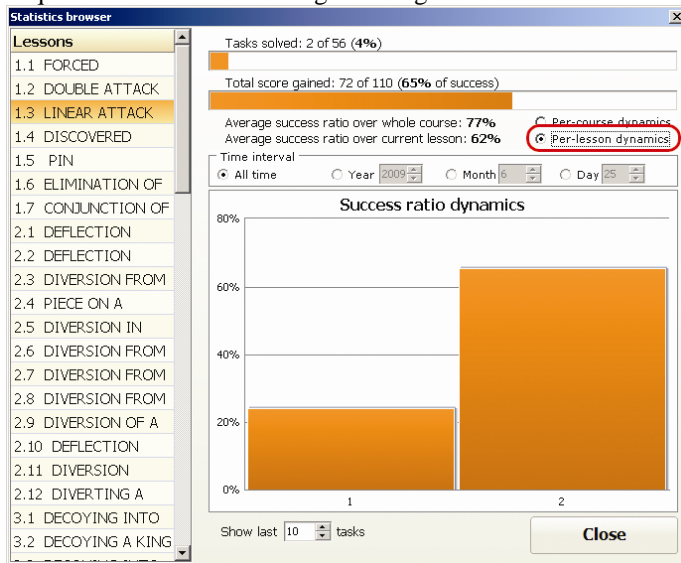 Statistics browser
Lessons
1.1 FORCED
1.2 DOUBLE ATTACK
1.3 LINEAR ATTACK
1.4 DISCOVERED
1.5 PIN
1.6 ELIMINATION OF
1.7 CONJUNCTION OF
2.1 DEFLECTION
2.2 DEFLECTION
2.3 DIVERSION FROM
2.4 PIECE ON A
2.5 DIVERSION IN
2.6 DIVERSION FROM
2.7 DIVERSION FROM
2.8 DIVERSION FROM
2.9 DIVERSION OF A
2.10 DEFLECTION
2.11 DIVERSION
2.12 DIVERTING A
3.1 DECOYING INTO
3.2 DECOYING A KING
Tasks solved: 2 of 56 (4%)
Total score gained: 72 of 110 (65% of success)
Average success ratio over whole course: 77%
Average success ratio over current lesson: 62%
Per-course dynamics
Per-lesson dynamics
Time interval
All time Year 2009 Month 6 Day 25
Success ratio dynamics
80%
60%
40%
20%
0%
1 2
Show last 10 tasks
Close